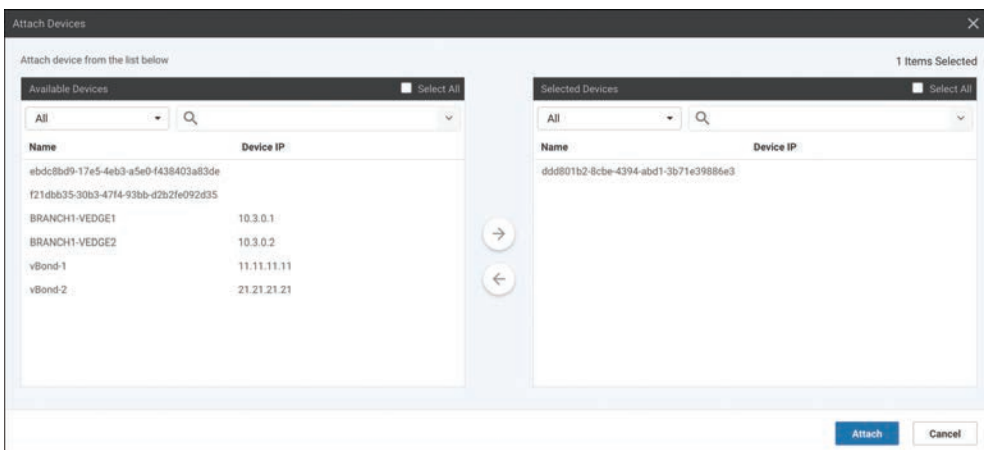 Attach Devices
Attach device from the list below
1 Items Selected
Available Devices
Select All
All
Name Device IP
ebdc8bd9-17e5-4eb3-a5e0-f438403a83de
f21dbb35-30b3-47f4-93bb-d2b2fe092d35
BRANCH1-VEDGE1 10.3.0.1
BRANCH1-VEDGE2 10.3.0.2
vBond-1 11.11.11.11
vBond-2 21.21.21.21
Selected Devices
Select All
All
Name Device IP
ddd801b2-8cbe-4394-abd1-3b71e39886e3
Attach
Cancel